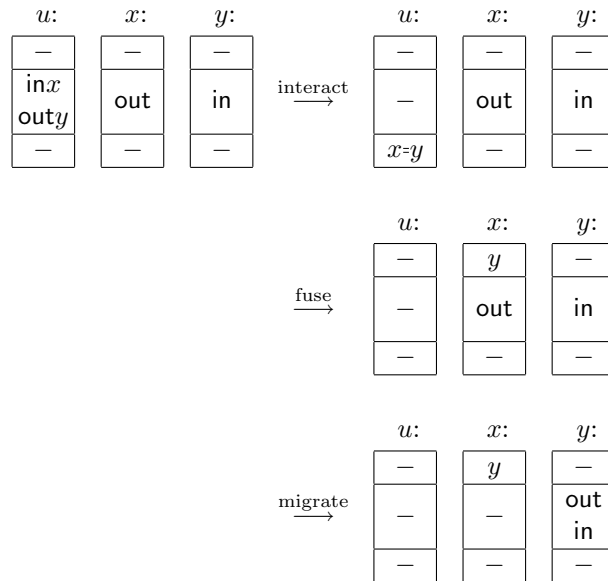 u: x: y: u: x: y:
− − − − − −
inx
outy out in interact ⟶ − out in
− − − x=y − −
u: x: y:
− y −
fuse ⟶ − out in
− − −
u: x: y:
− y −
migrate ⟶ − − out
in
− − −